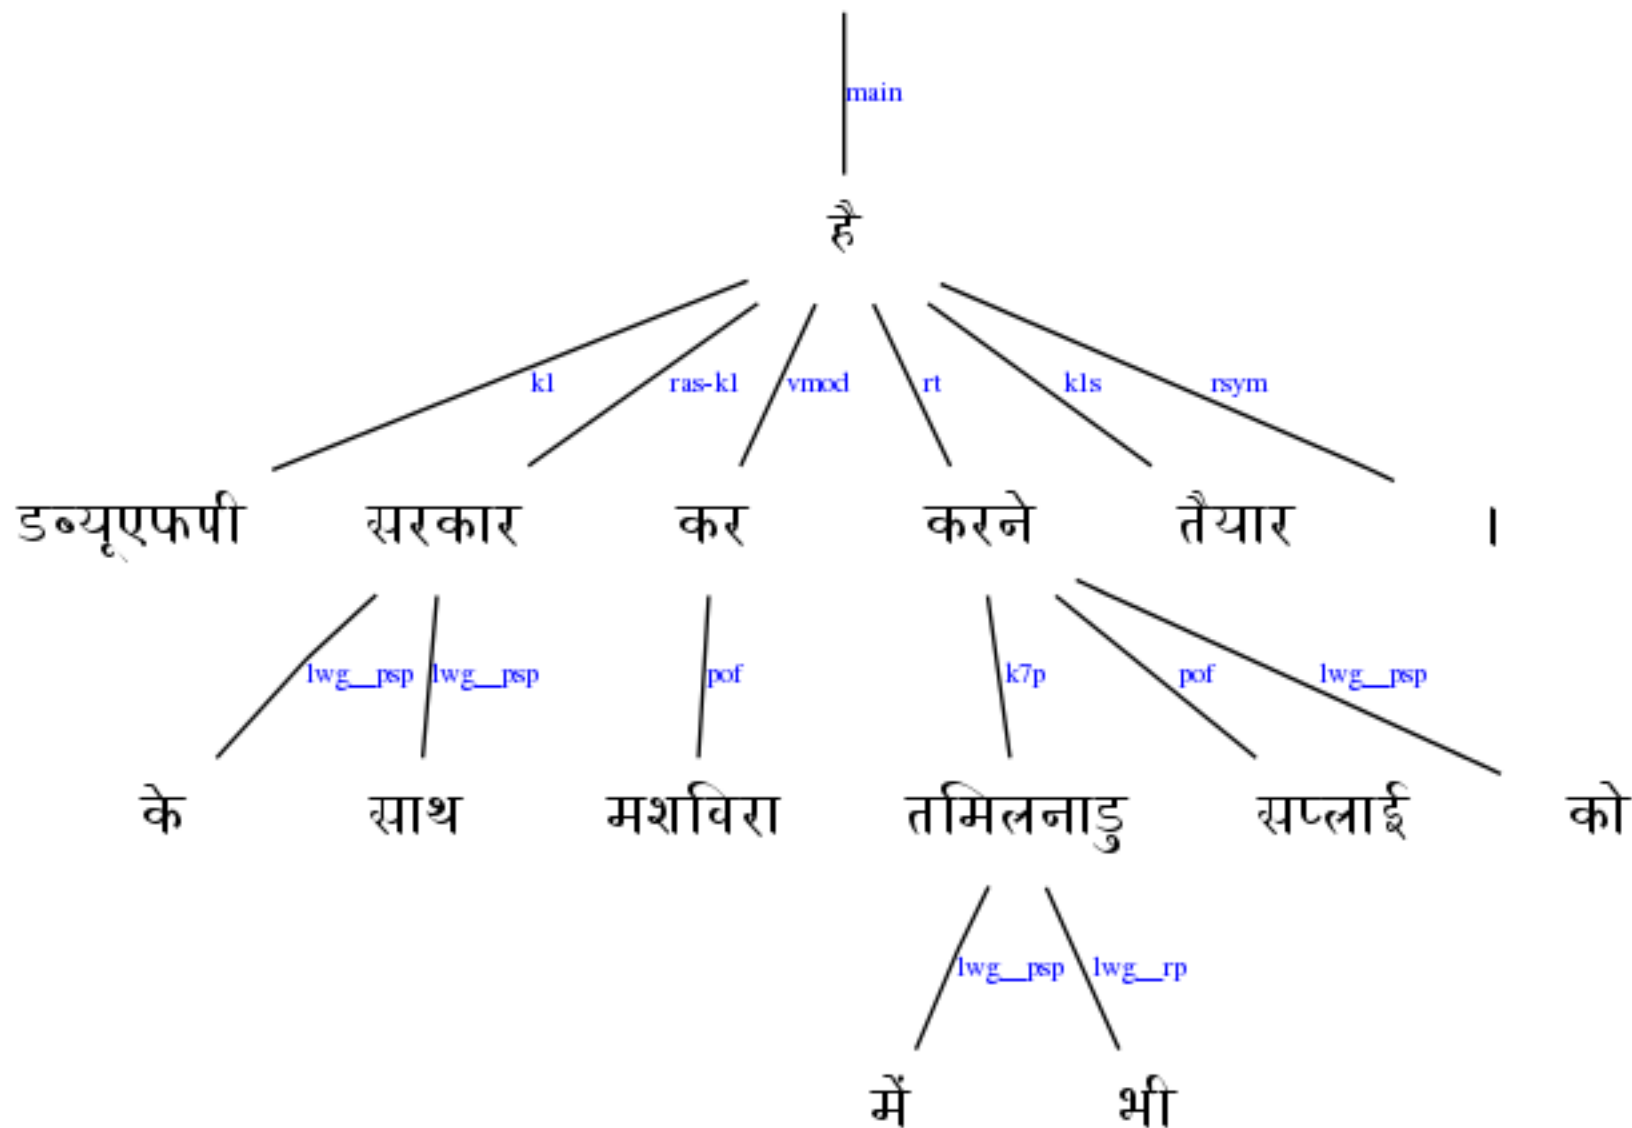 main
है
k1 ras-k1 vmod rt k1s rsym
डब्यूएफपी सरकार कर करने तैयार ।
lwg__psp lwg__psp pof k7p pof lwg__psp
के साथ मशविरा तमिलनाडु सप्लाई को
lwg__psp lwg__rp
में भी